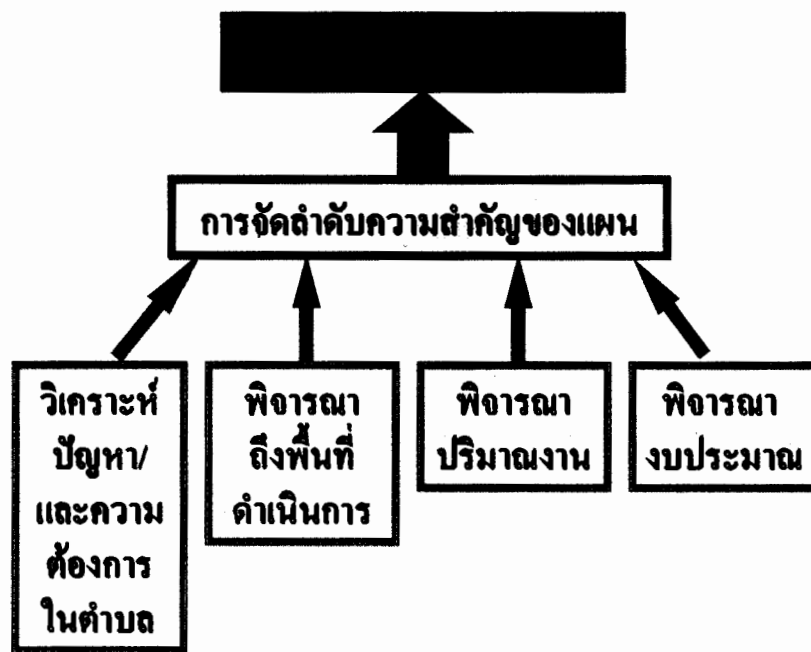 การจัดลำดับความสำคัญของแผน
วิเคราะห์
ปัญหา/
และความ
ต้องการ
ในตำบล
พิจารณา
ถึงพื้นที่
ดำเนินการ
พิจารณา
ปริมาณงาน
พิจารณา
งบประมาณ